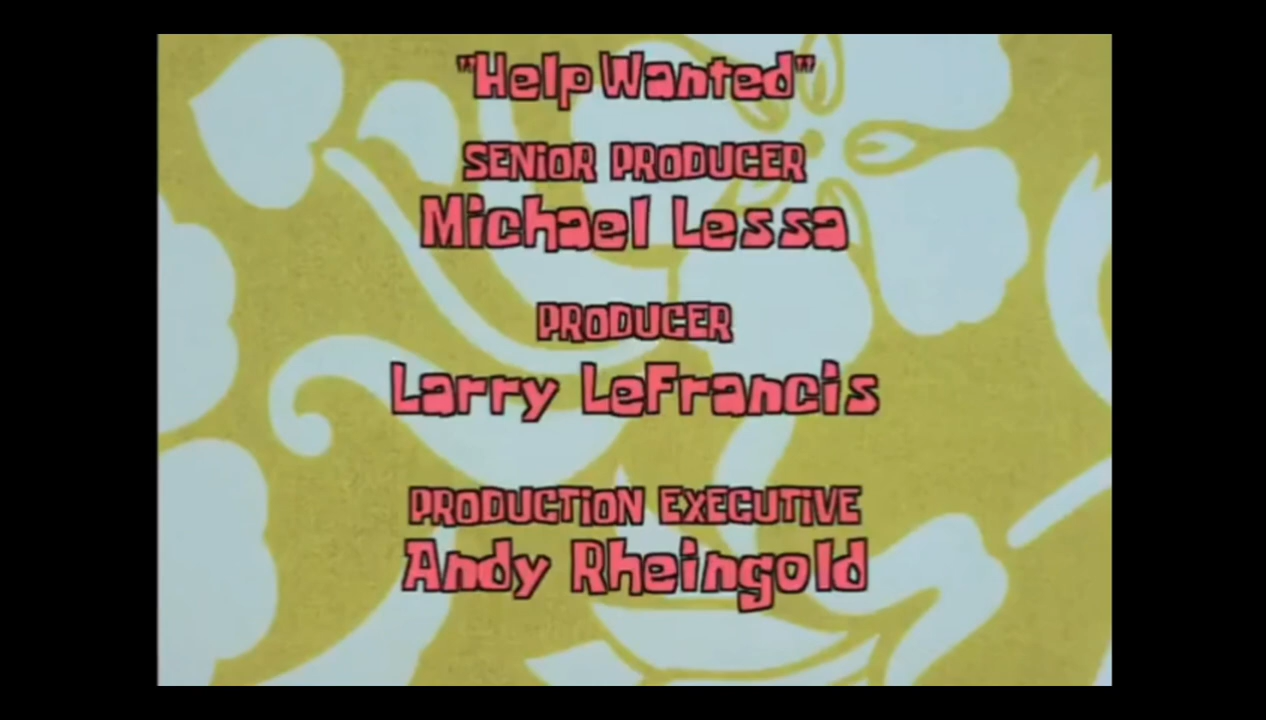 "Help Wanted"
SENiOR PRODUCER
Michael Lessa
PRODUCER
Larry LeFrancis
PRODUCTiON EXECUTiVE
Andy Rheingold